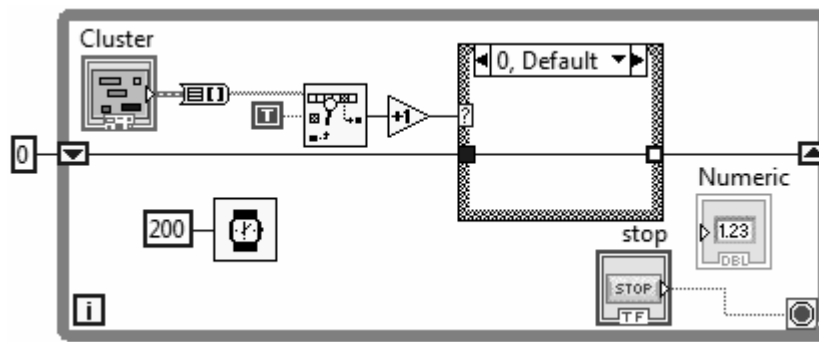 Cluster
0, Default
T
+1
?
0
Numeric
1.23
DBL
200
stop
STOP
TF
i